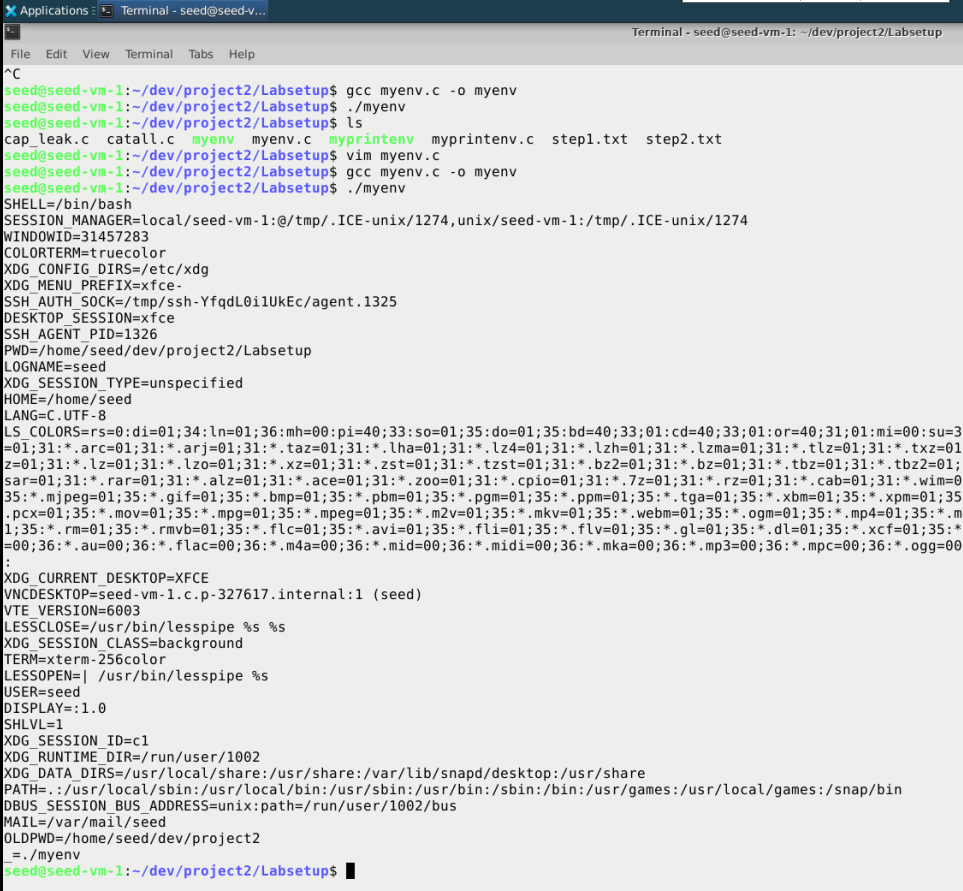 Applications : Terminal - seed@seed-v...
Terminal - seed@seed-vm-1: ~/dev/project2/Labsetup
File Edit View Terminal Tabs Help
^C
seed@seed-vm-1:~/dev/project2/Labsetup$ gcc myenv.c -o myenv
seed@seed-vm-1:~/dev/project2/Labsetup$ ./myenv
seed@seed-vm-1:~/dev/project2/Labsetup$ ls
cap_leak.c catall.c myenv myenv.c myprintenv myprintenv.c step1.txt step2.txt
seed@seed-vm-1:~/dev/project2/Labsetup$ vim myenv.c
seed@seed-vm-1:~/dev/project2/Labsetup$ gcc myenv.c -o myenv
seed@seed-vm-1:~/dev/project2/Labsetup$ ./myenv
SHELL=/bin/bash
SESSION_MANAGER=local/seed-vm-1:@/tmp/.ICE-unix/1274,unix/seed-vm-1:/tmp/.ICE-unix/1274
WINDOWID=31457283
COLORTERM=truecolor
XDG_CONFIG_DIRS=/etc/xdg
XDG_MENU_PREFIX=xfce-
SSH_AUTH_SOCK=/tmp/ssh-YfqdL0i1UkEc/agent.1325
DESKTOP_SESSION=xfce
SSH_AGENT_PID=1326
PWD=/home/seed/dev/project2/Labsetup
LOGNAME=seed
XDG_SESSION_TYPE=unspecified
HOME=/home/seed
LANG=C.UTF-8
LS_COLORS=rs=0:di=01;34:ln=01;36:mh=00:pi=40;33:so=01;35:do=01;35:bd=40;33;01:cd=40;33;01:or=40;31;01:mi=00:su=3
=01;31:*.arc=01;31:*.arj=01;31:*.taz=01;31:*.lha=01;31:*.lz4=01;31:*.lzh=01;31:*.lzma=01;31:*.tlz=01;31:*.txz=01
z=01;31:*.lz=01;31:*.lzo=01;31:*.xz=01;31:*.zst=01;31:*.tzst=01;31:*.bz2=01;31:*.bz=01;31:*.tbz=01;31:*.tbz2=01;
sar=01;31:*.rar=01;31:*.alz=01;31:*.ace=01;31:*.zoo=01;31:*.cpio=01;31:*.7z=01;31:*.rz=01;31:*.cab=01;31:*.wim=0
35:*.mjpeg=01;35:*.gif=01;35:*.bmp=01;35:*.pbm=01;35:*.pgm=01;35:*.ppm=01;35:*.tga=01;35:*.xbm=01;35:*.xpm=01;35
.pcx=01;35:*.mov=01;35:*.mpg=01;35:*.mpeg=01;35:*.m2v=01;35:*.mkv=01;35:*.webm=01;35:*.ogm=01;35:*.mp4=01;35:*.m
1;35:*.rm=01;35:*.rmvb=01;35:*.flc=01;35:*.avi=01;35:*.fli=01;35:*.flv=01;35:*.gl=01;35:*.dl=01;35:*.xcf=01;35:*
=00;36:*.au=00;36:*.flac=00;36:*.m4a=00;36:*.mid=00;36:*.midi=00;36:*.mka=00;36:*.mp3=00;36:*.mpc=00;36:*.ogg=00
:
XDG_CURRENT_DESKTOP=XFCE
VNCDESKTOP=seed-vm-1.c.p-327617.internal:1 (seed)
VTE_VERSION=6003
LESSCLOSE=/usr/bin/lesspipe %s %s
XDG_SESSION_CLASS=background
TERM=xterm-256color
LESSOPEN=| /usr/bin/lesspipe %s
USER=seed
DISPLAY=:1.0
SHLVL=1
XDG_SESSION_ID=c1
XDG_RUNTIME_DIR=/run/user/1002
XDG_DATA_DIRS=/usr/local/share:/usr/share:/var/lib/snapd/desktop:/usr/share
PATH=.:/usr/local/sbin:/usr/local/bin:/usr/sbin:/usr/bin:/sbin:/bin:/usr/games:/usr/local/games:/snap/bin
DBUS_SESSION_BUS_ADDRESS=unix:path=/run/user/1002/bus
MAIL=/var/mail/seed
OLDPWD=/home/seed/dev/project2
_=./myenv
seed@seed-vm-1:~/dev/project2/Labsetup$